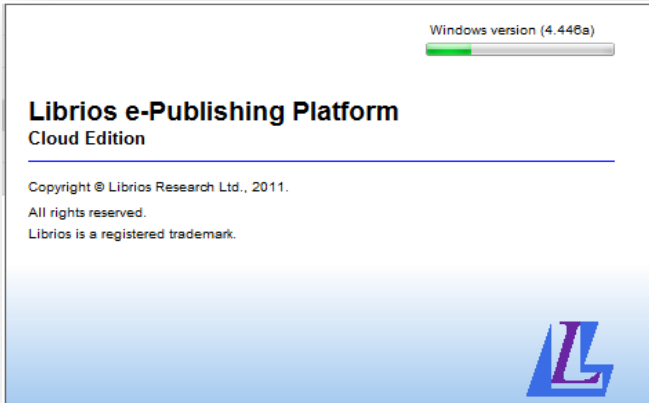 Windows version (4.446a)
Librios e-Publishing Platform
Cloud Edition
Copyright © Librios Research Ltd., 2011.
All rights reserved.
Librios is a registered trademark.
L